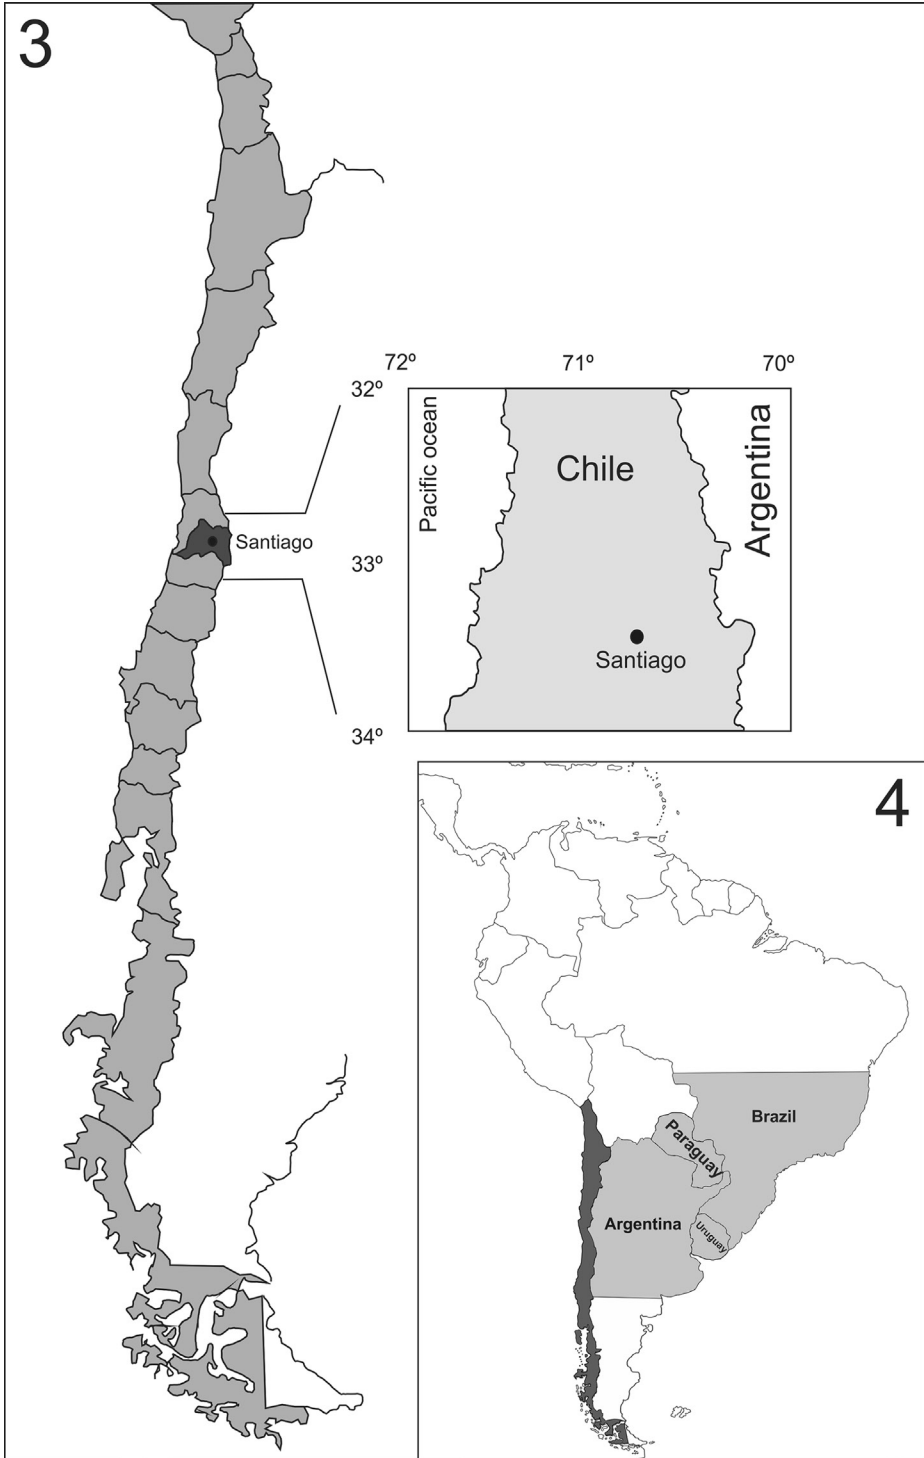 3
72º 71º 70º
32º
33º
34º
Pacific ocean
Chile
Argentina
Santiago
Santiago
4
Brazil
Paraguay
Argentina
Uruguay